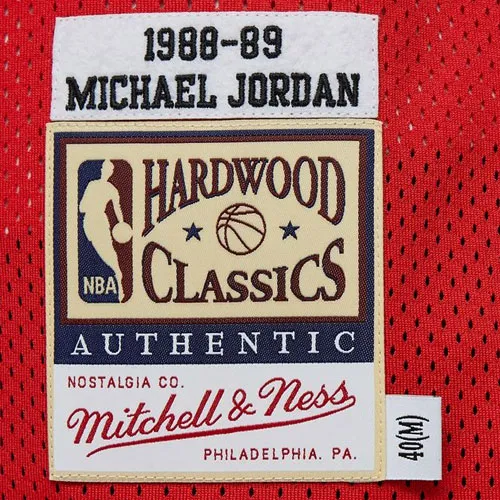 1988-89
MICHAEL JORDAN
HARDWOOD
CLASSICS
NBA
AUTHENTIC
NOSTALGIA CO.
Mitchell & Ness
PHILADELPHIA. PA.
40(M)